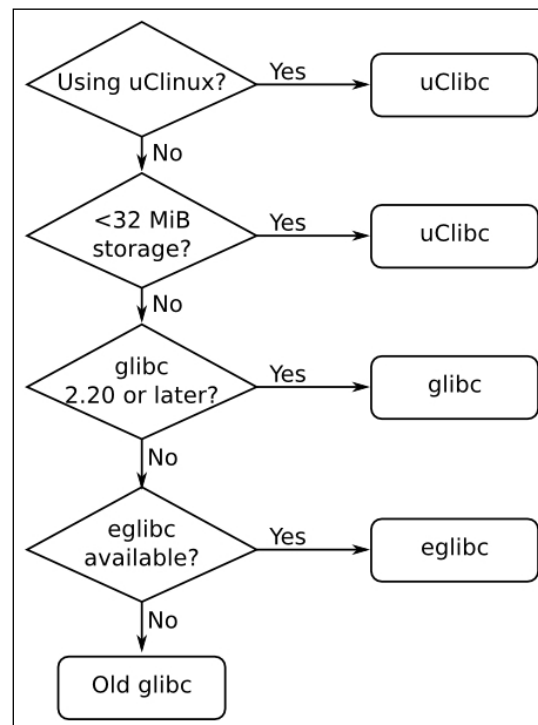 Using uClinux?
Yes
uClibc
No
<32 MiB
storage?
Yes
uClibc
No
glibc
2.20 or later?
Yes
glibc
No
eglibc
available?
Yes
eglibc
No
Old glibc